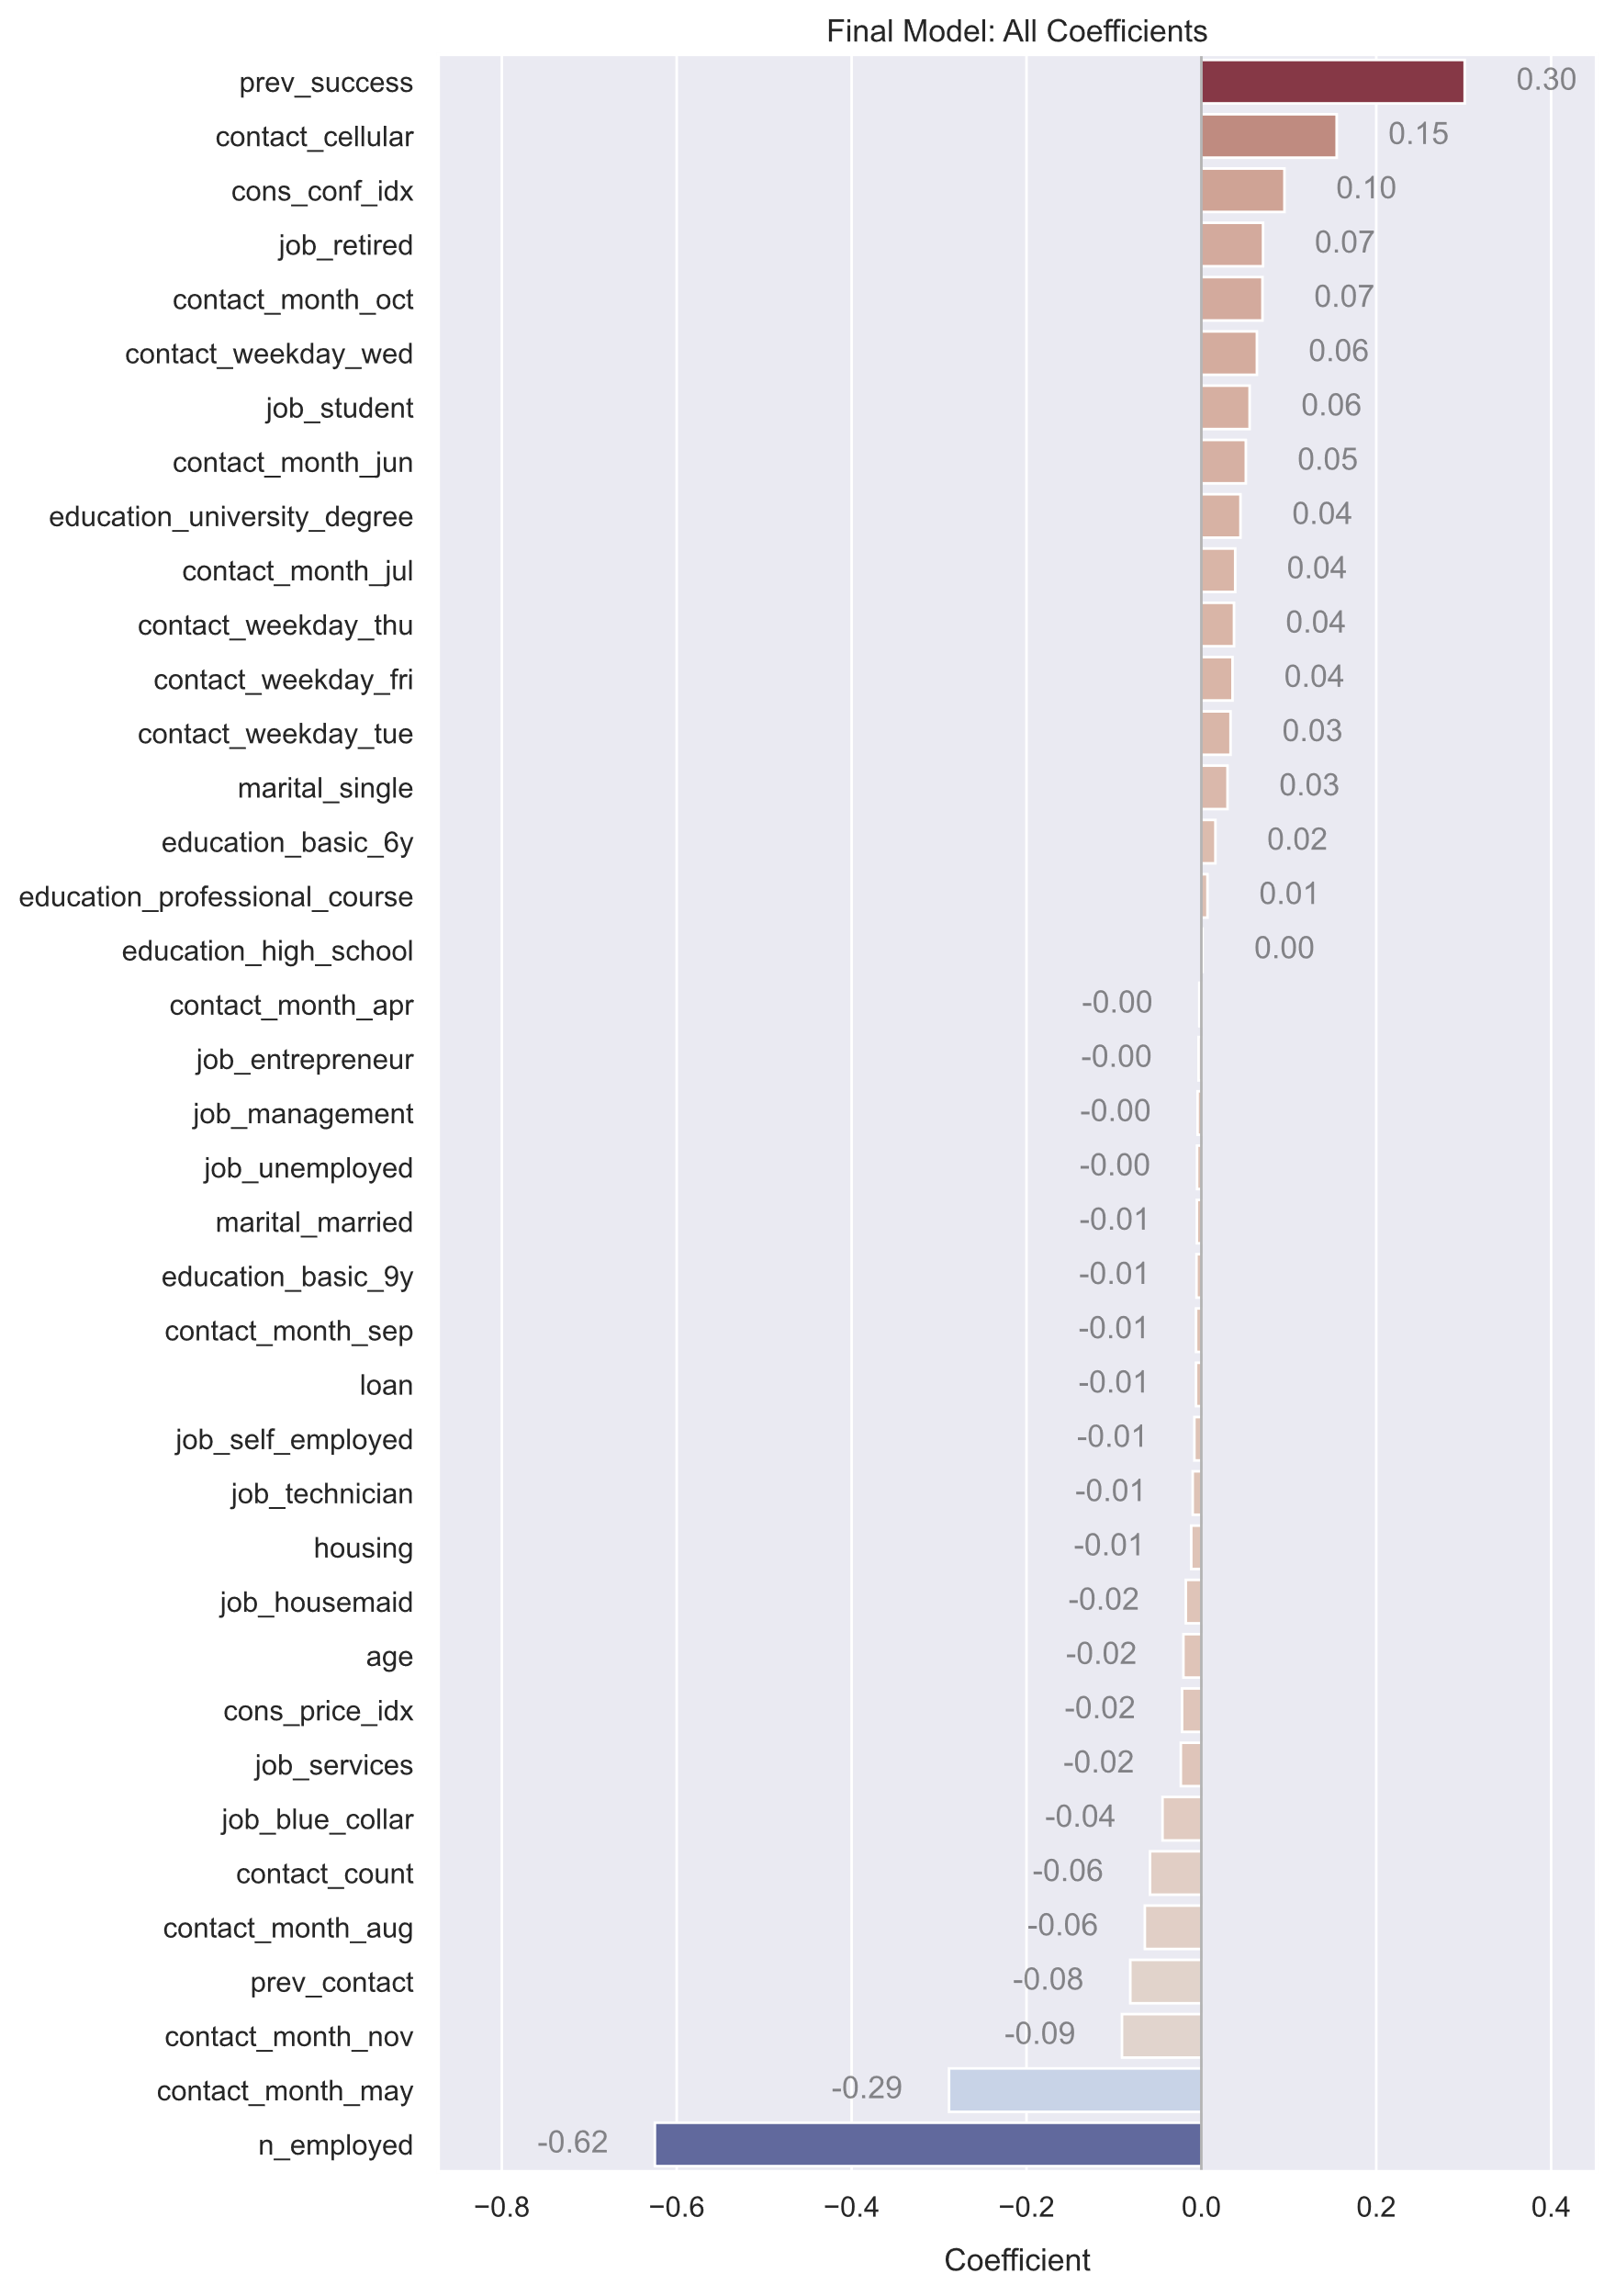 Final Model: All Coefficients
prev_success 0.30
contact_cellular 0.15
cons_conf_idx 0.10
job_retired 0.07
contact_month_oct 0.07
contact_weekday_wed 0.06
job_student 0.06
contact_month_jun 0.05
education_university_degree 0.04
contact_month_jul 0.04
contact_weekday_thu 0.04
contact_weekday_fri 0.04
contact_weekday_tue 0.03
marital_single 0.03
education_basic_6y 0.02
education_professional_course 0.01
education_high_school 0.00
contact_month_apr -0.00
job_entrepreneur -0.00
job_management -0.00
job_unemployed -0.00
marital_married -0.01
education_basic_9y -0.01
contact_month_sep -0.01
loan -0.01
job_self_employed -0.01
job_technician -0.01
housing -0.01
job_housemaid -0.02
age -0.02
cons_price_idx -0.02
job_services -0.02
job_blue_collar -0.04
contact_count -0.06
contact_month_aug -0.06
prev_contact -0.08
contact_month_nov -0.09
contact_month_may -0.29
n_employed -0.62
−0.8 −0.6 −0.4 −0.2 0.0 0.2 0.4
Coefficient